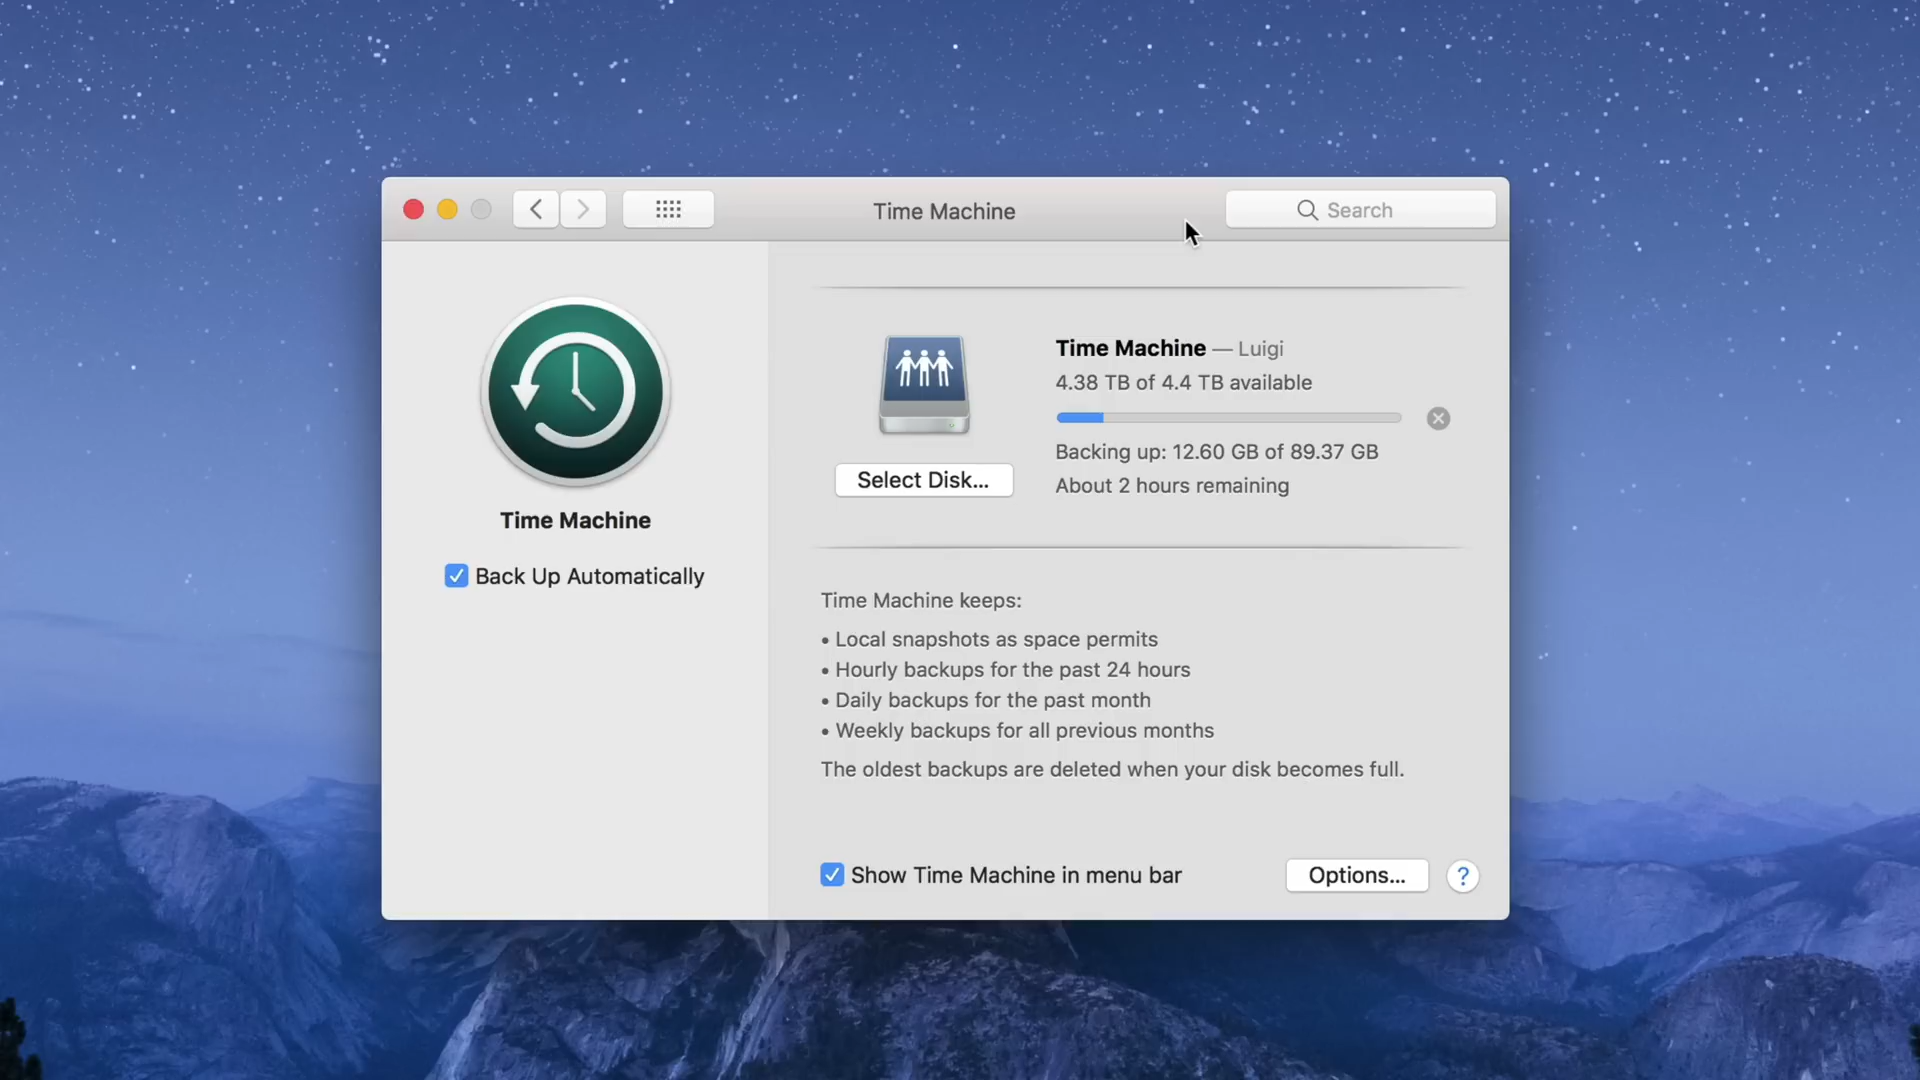 Time Machine
Search
Time Machine
Back Up Automatically
Time Machine — Luigi
4.38 TB of 4.4 TB available
Backing up: 12.60 GB of 89.37 GB
About 2 hours remaining
Select Disk...
Time Machine keeps:
• Local snapshots as space permits
• Hourly backups for the past 24 hours
• Daily backups for the past month
• Weekly backups for all previous months
The oldest backups are deleted when your disk becomes full.
Show Time Machine in menu bar
Options...
?